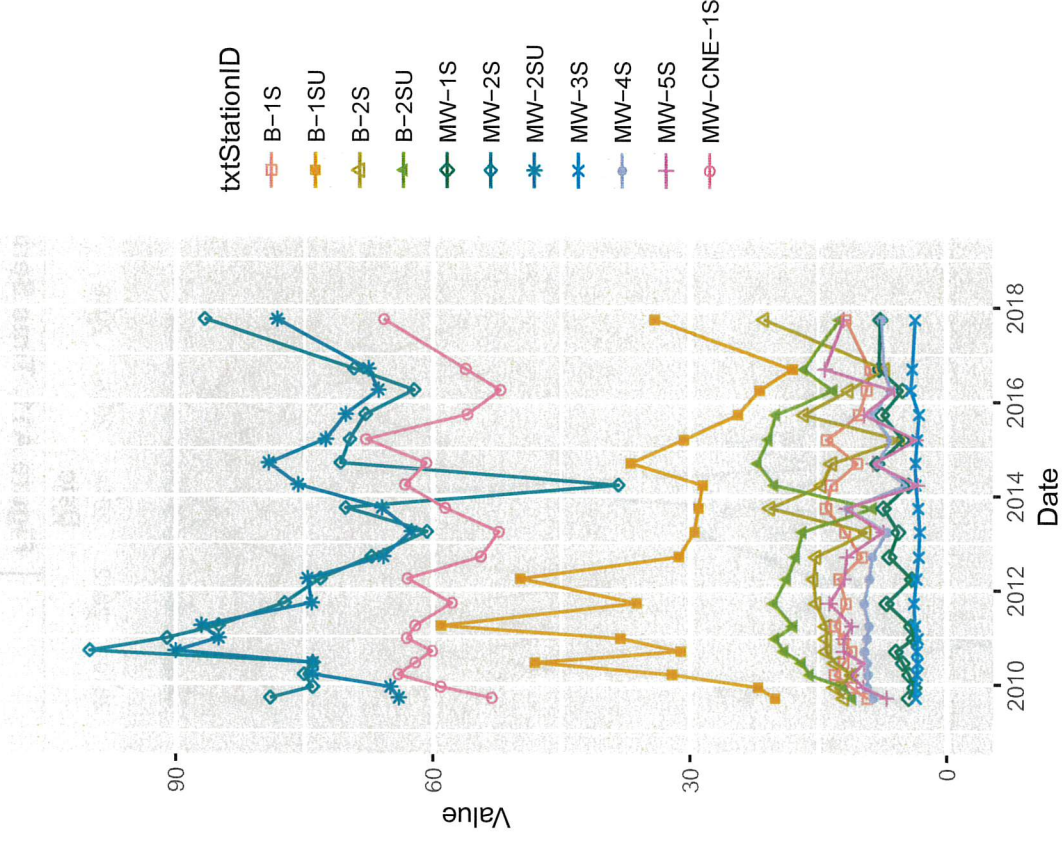 txtStationID
B-1S
B-1SU
B-2S
B-2SU
MW-1S
MW-2S
MW-2SU
MW-3S
MW-4S
MW-5S
MW-CNE-1S
Value
90
60
30
0
2010
2012
2014
2016
2018
Date